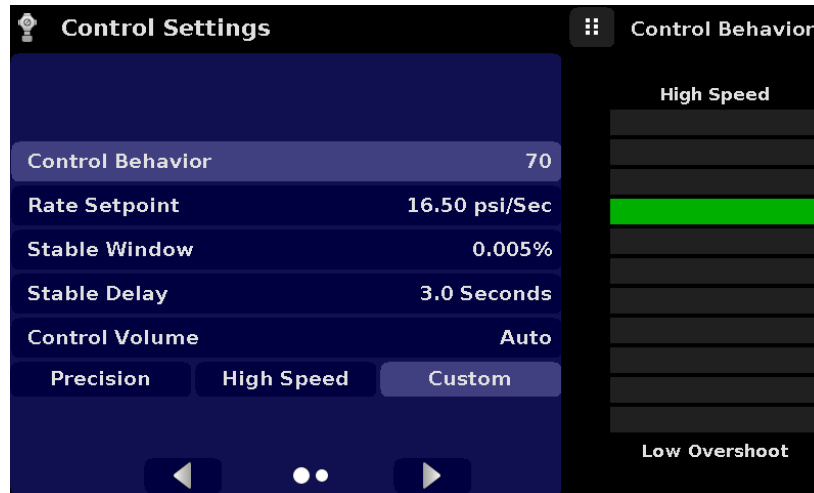 Control Settings
Control Behavior 70
Rate Setpoint 16.50 psi/Sec
Stable Window 0.005%
Stable Delay 3.0 Seconds
Control Volume Auto
Precision High Speed Custom
Control Behavior
High Speed
Low Overshoot